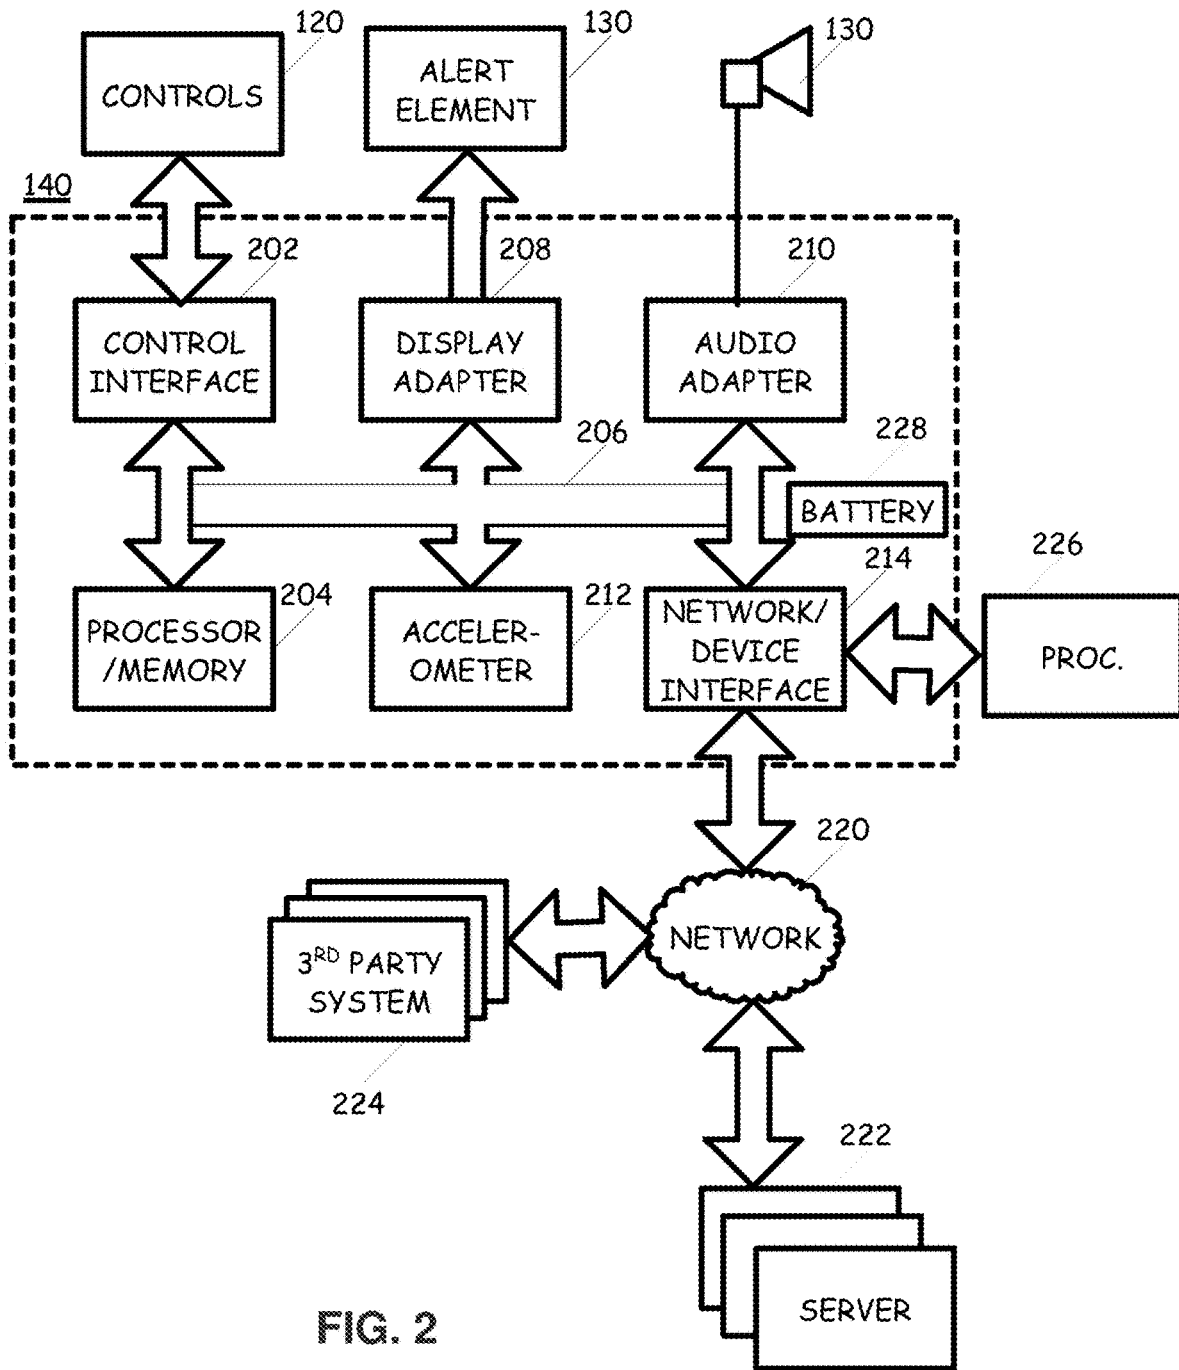 120
130
130
CONTROLS
ALERT
ELEMENT
140
202
208
210
CONTROL
INTERFACE
DISPLAY
ADAPTER
AUDIO
ADAPTER
206
228
BATTERY
204
212
214
226
PROCESSOR
/MEMORY
ACCELER-
OMETER
NETWORK/
DEVICE
INTERFACE
PROC.
220
NETWORK
3RD PARTY
SYSTEM
224
222
SERVER
FIG. 2